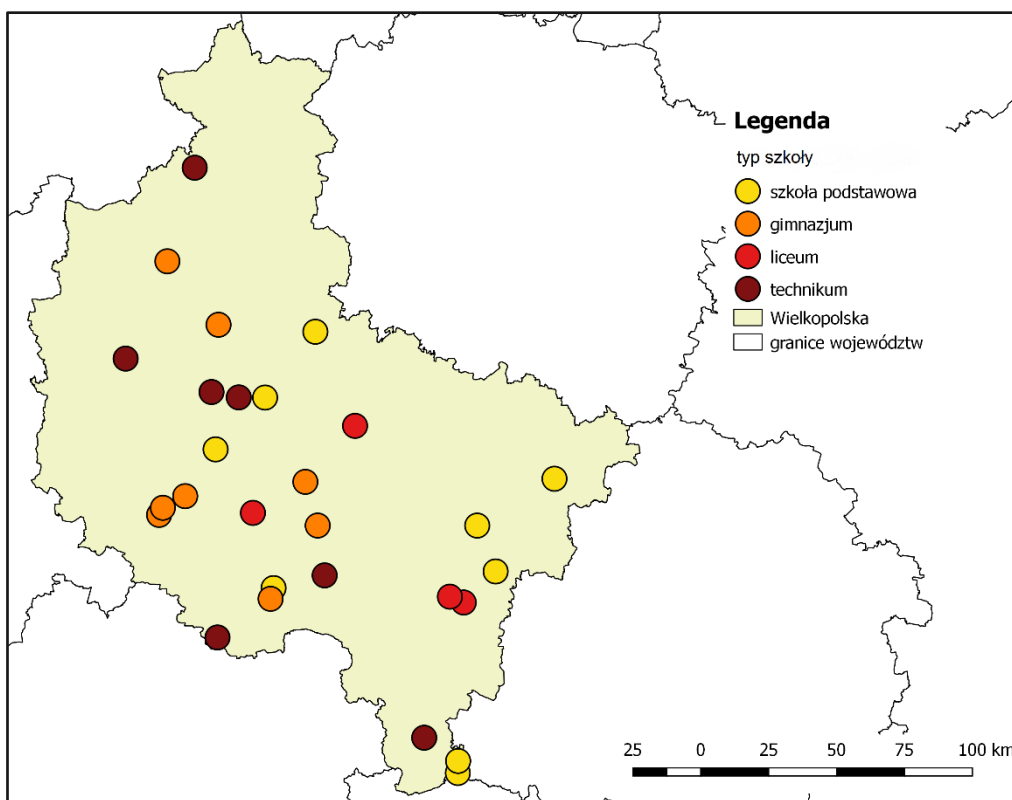 Legenda
typ szkoły
szkoła podstawowa
gimnazjum
liceum
technikum
Wielkopolska
granice województw
25 0 25 50 75 100 km